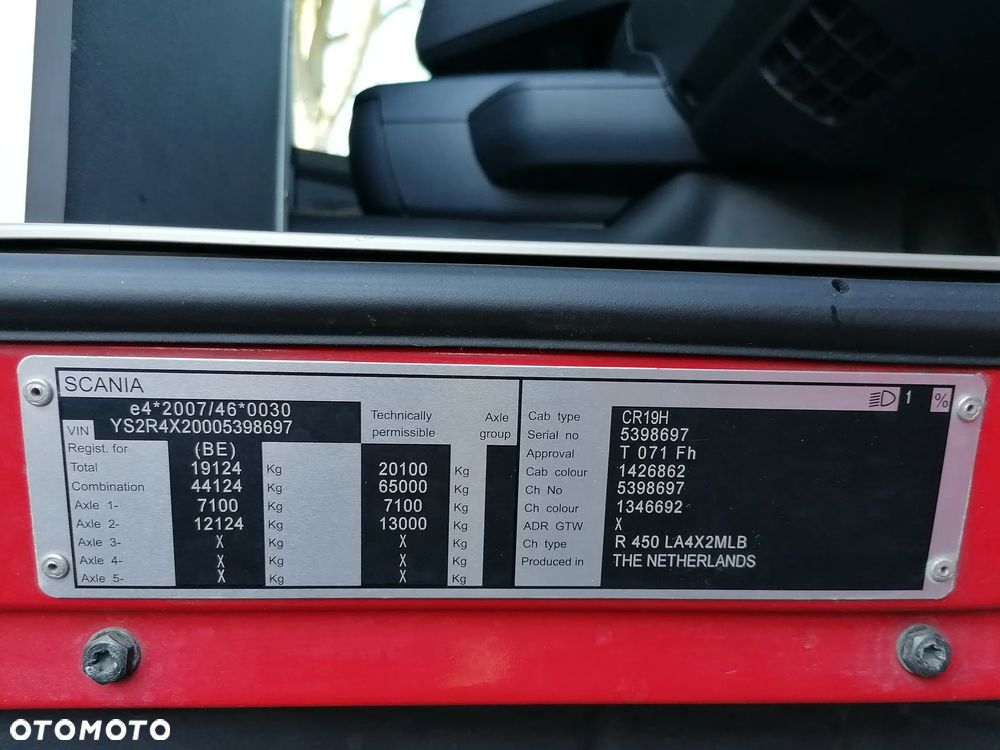 SCANIA
e4*2007/46*0030
VIN YS2R4X20005398697
Technically permissible Axle group
Regist. for (BE)
Total 19124 Kg 20100 Kg
Combination 44124 Kg 65000 Kg
Axle 1- 7100 Kg 7100 Kg
Axle 2- 12124 Kg 13000 Kg
Axle 3- X Kg X Kg
Axle 4- X Kg X Kg
Axle 5- X Kg X Kg
1 %
Cab type CR19H
Serial no 5398697
Approval T 071 Fh
Cab colour 1426862
Ch No 5398697
Ch colour 1346692
ADR GTW X
Ch type R 450 LA4X2MLB
Produced in THE NETHERLANDS
OTOMOTO